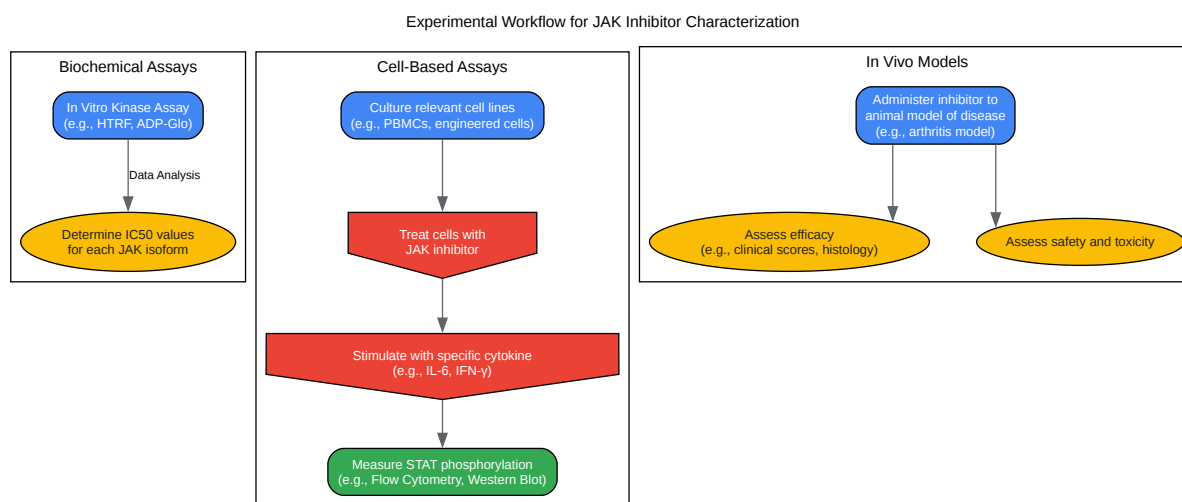 Experimental Workflow for JAK Inhibitor Characterization
Biochemical Assays
In Vitro Kinase Assay
(e.g., HTRF, ADP-Glo)
Data Analysis
Determine IC50 values
for each JAK isoform
Cell-Based Assays
Culture relevant cell lines
(e.g., PBMCs, engineered cells)
Treat cells with
JAK inhibitor
Stimulate with specific cytokine
(e.g., IL-6, IFN-γ)
Measure STAT phosphorylation
(e.g., Flow Cytometry, Western Blot)
In Vivo Models
Administer inhibitor to
animal model of disease
(e.g., arthritis model)
Assess efficacy
(e.g., clinical scores, histology)
Assess safety and toxicity